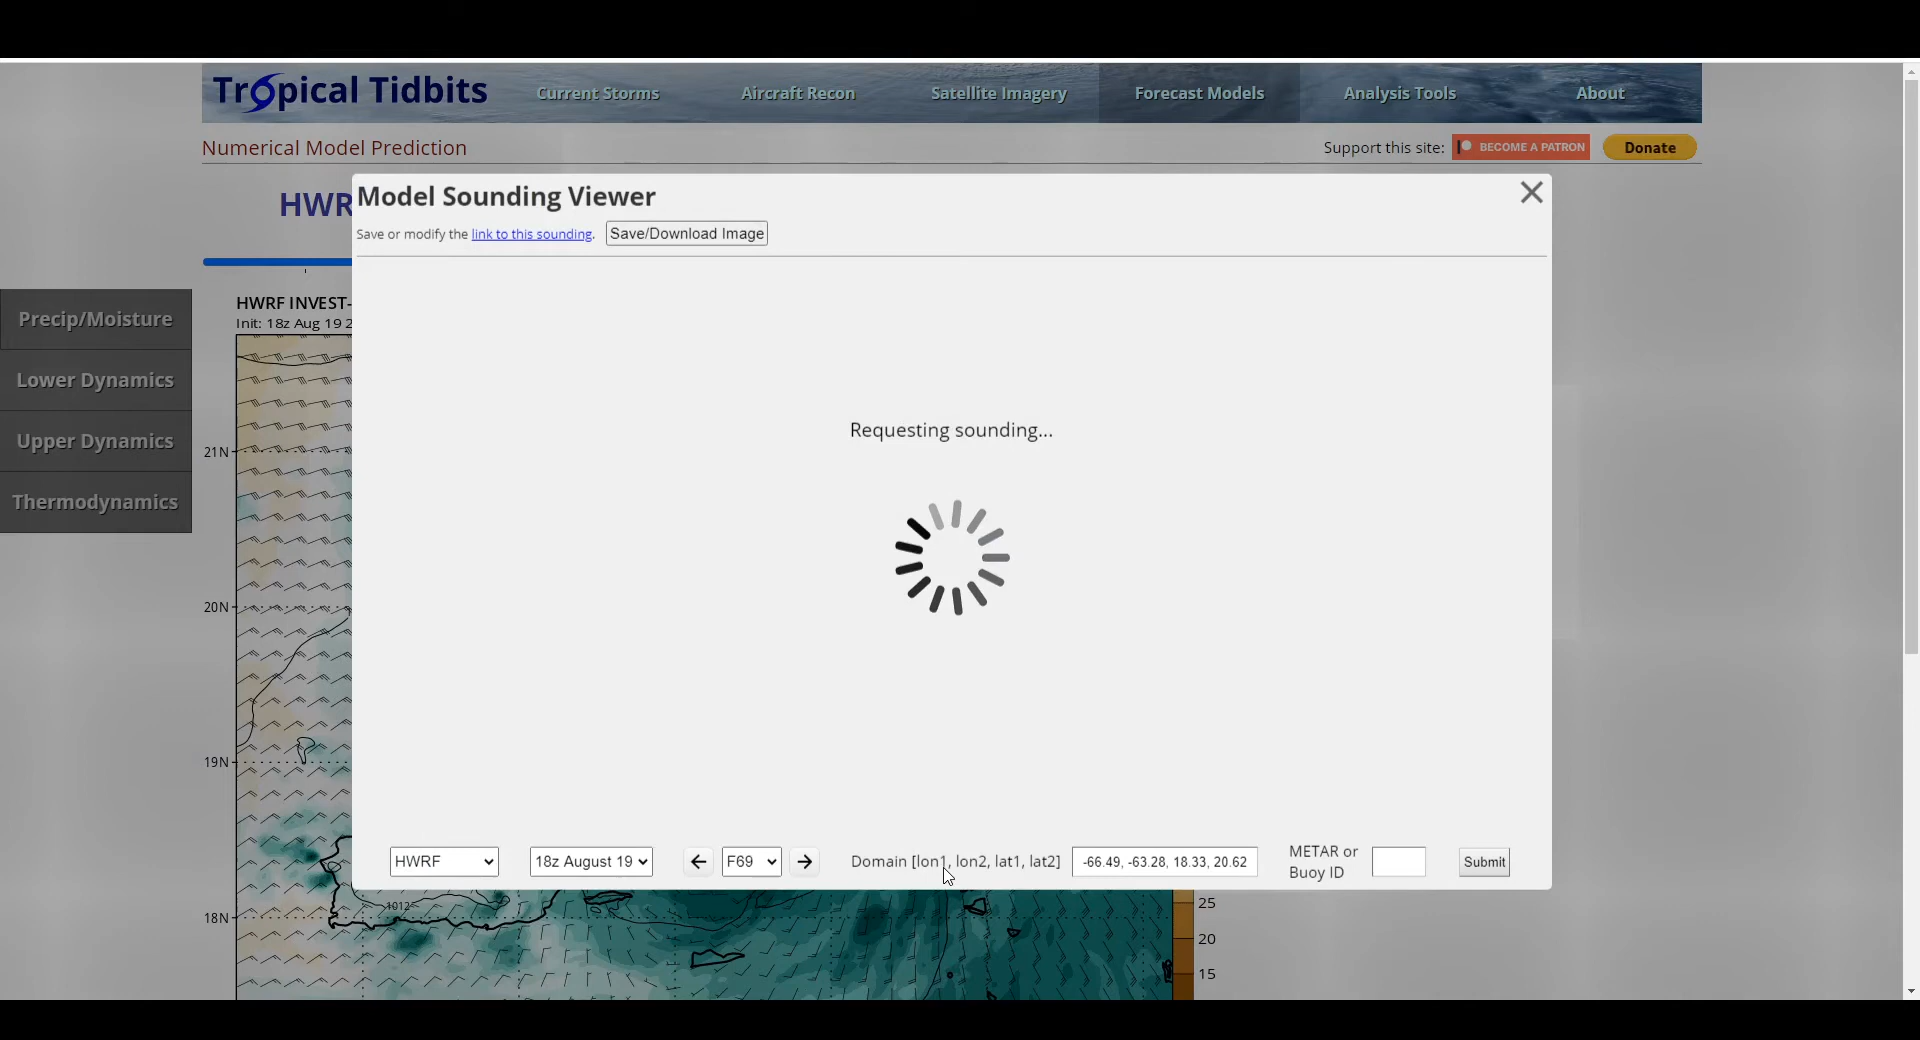 Tropical Tidbits
Current Storms
Aircraft Recon
Satellite Imagery
Forecast Models
Analysis Tools
About
Numerical Model Prediction
Support this site:
BECOME A PATRON
Donate
HWR
Model Sounding Viewer
Save or modify the link to this sounding.
Save/Download Image
Precip/Moisture
Lower Dynamics
Upper Dynamics
Thermodynamics
HWRF INVEST-
Init: 18z Aug 19 2
21N
20N
19N
18N
Requesting sounding...
HWRF
18z August 19
F69
Domain [lon1, lon2, lat1, lat2]
-66.49, -63.28, 18.33, 20.62
METAR or
Buoy ID
Submit
1012
25
20
15